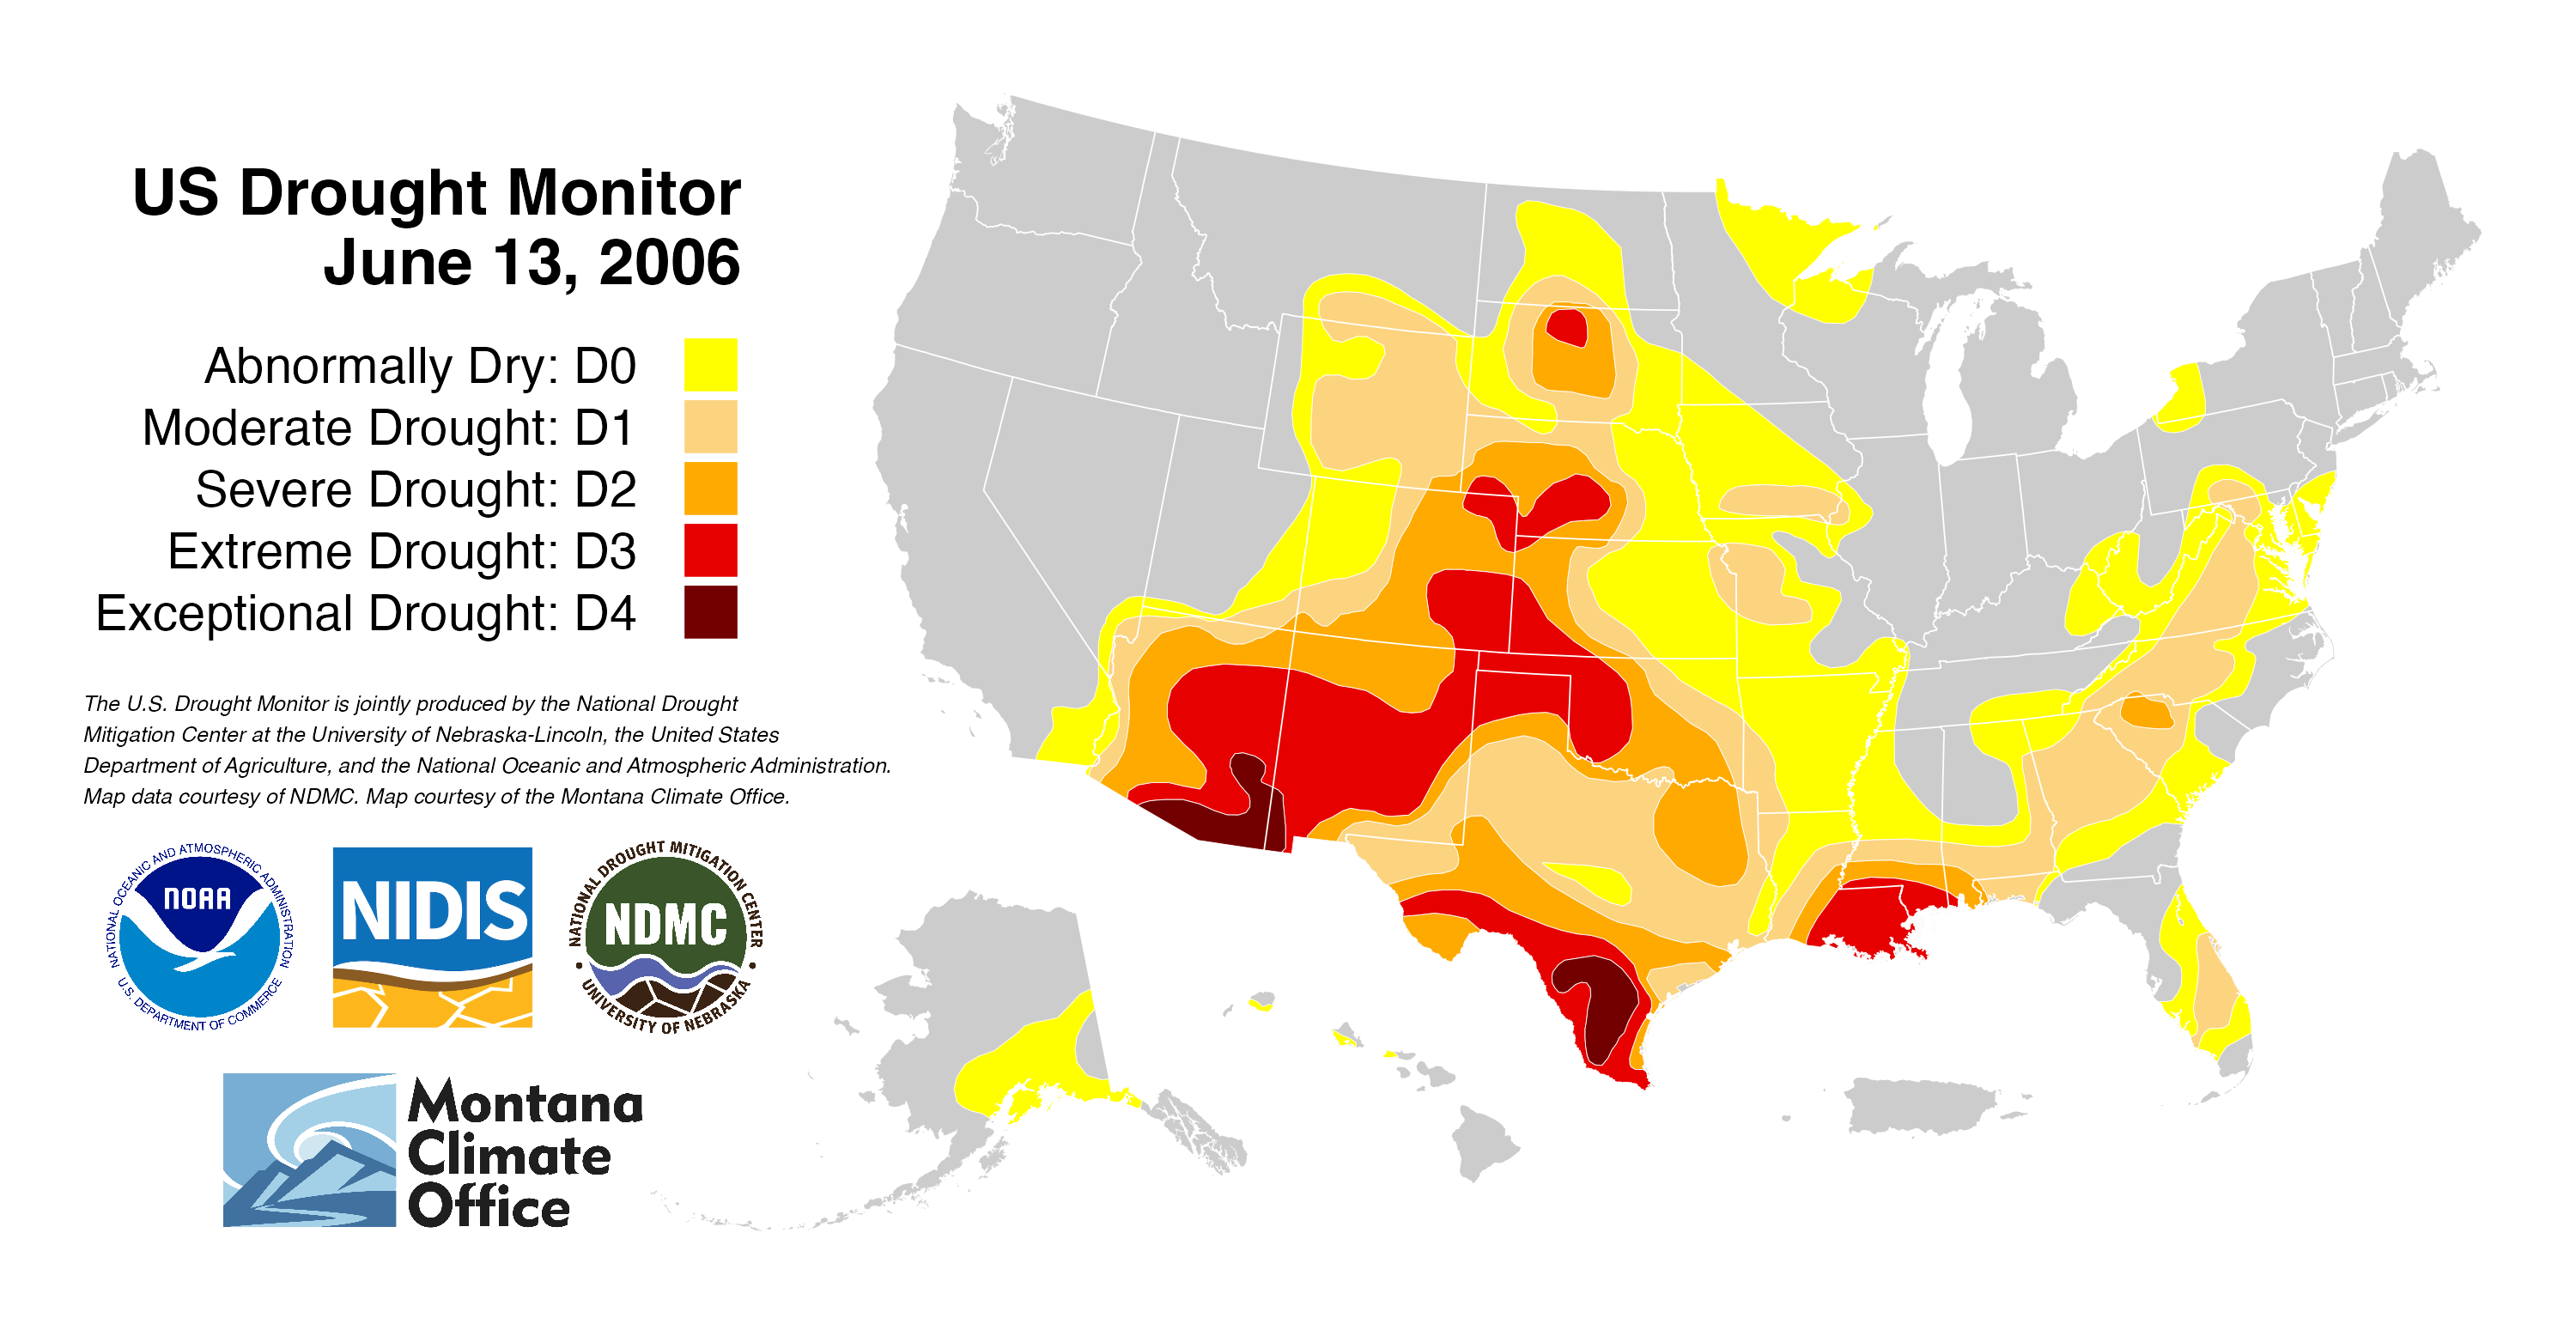 US Drought Monitor
June 13, 2006
Abnormally Dry: D0
Moderate Drought: D1
Severe Drought: D2
Extreme Drought: D3
Exceptional Drought: D4
The U.S. Drought Monitor is jointly produced by the National Drought
Mitigation Center at the University of Nebraska-Lincoln, the United States
Department of Agriculture, and the National Oceanic and Atmospheric Administration.
Map data courtesy of NDMC. Map courtesy of the Montana Climate Office.
NATIONAL OCEANIC AND ATMOSPHERIC ADMINISTRATION
NOAA
U.S. DEPARTMENT OF COMMERCE
NIDIS
NATIONAL DROUGHT MITIGATION CENTER
NDMC
UNIVERSITY OF NEBRASKA
Montana
Climate
Office